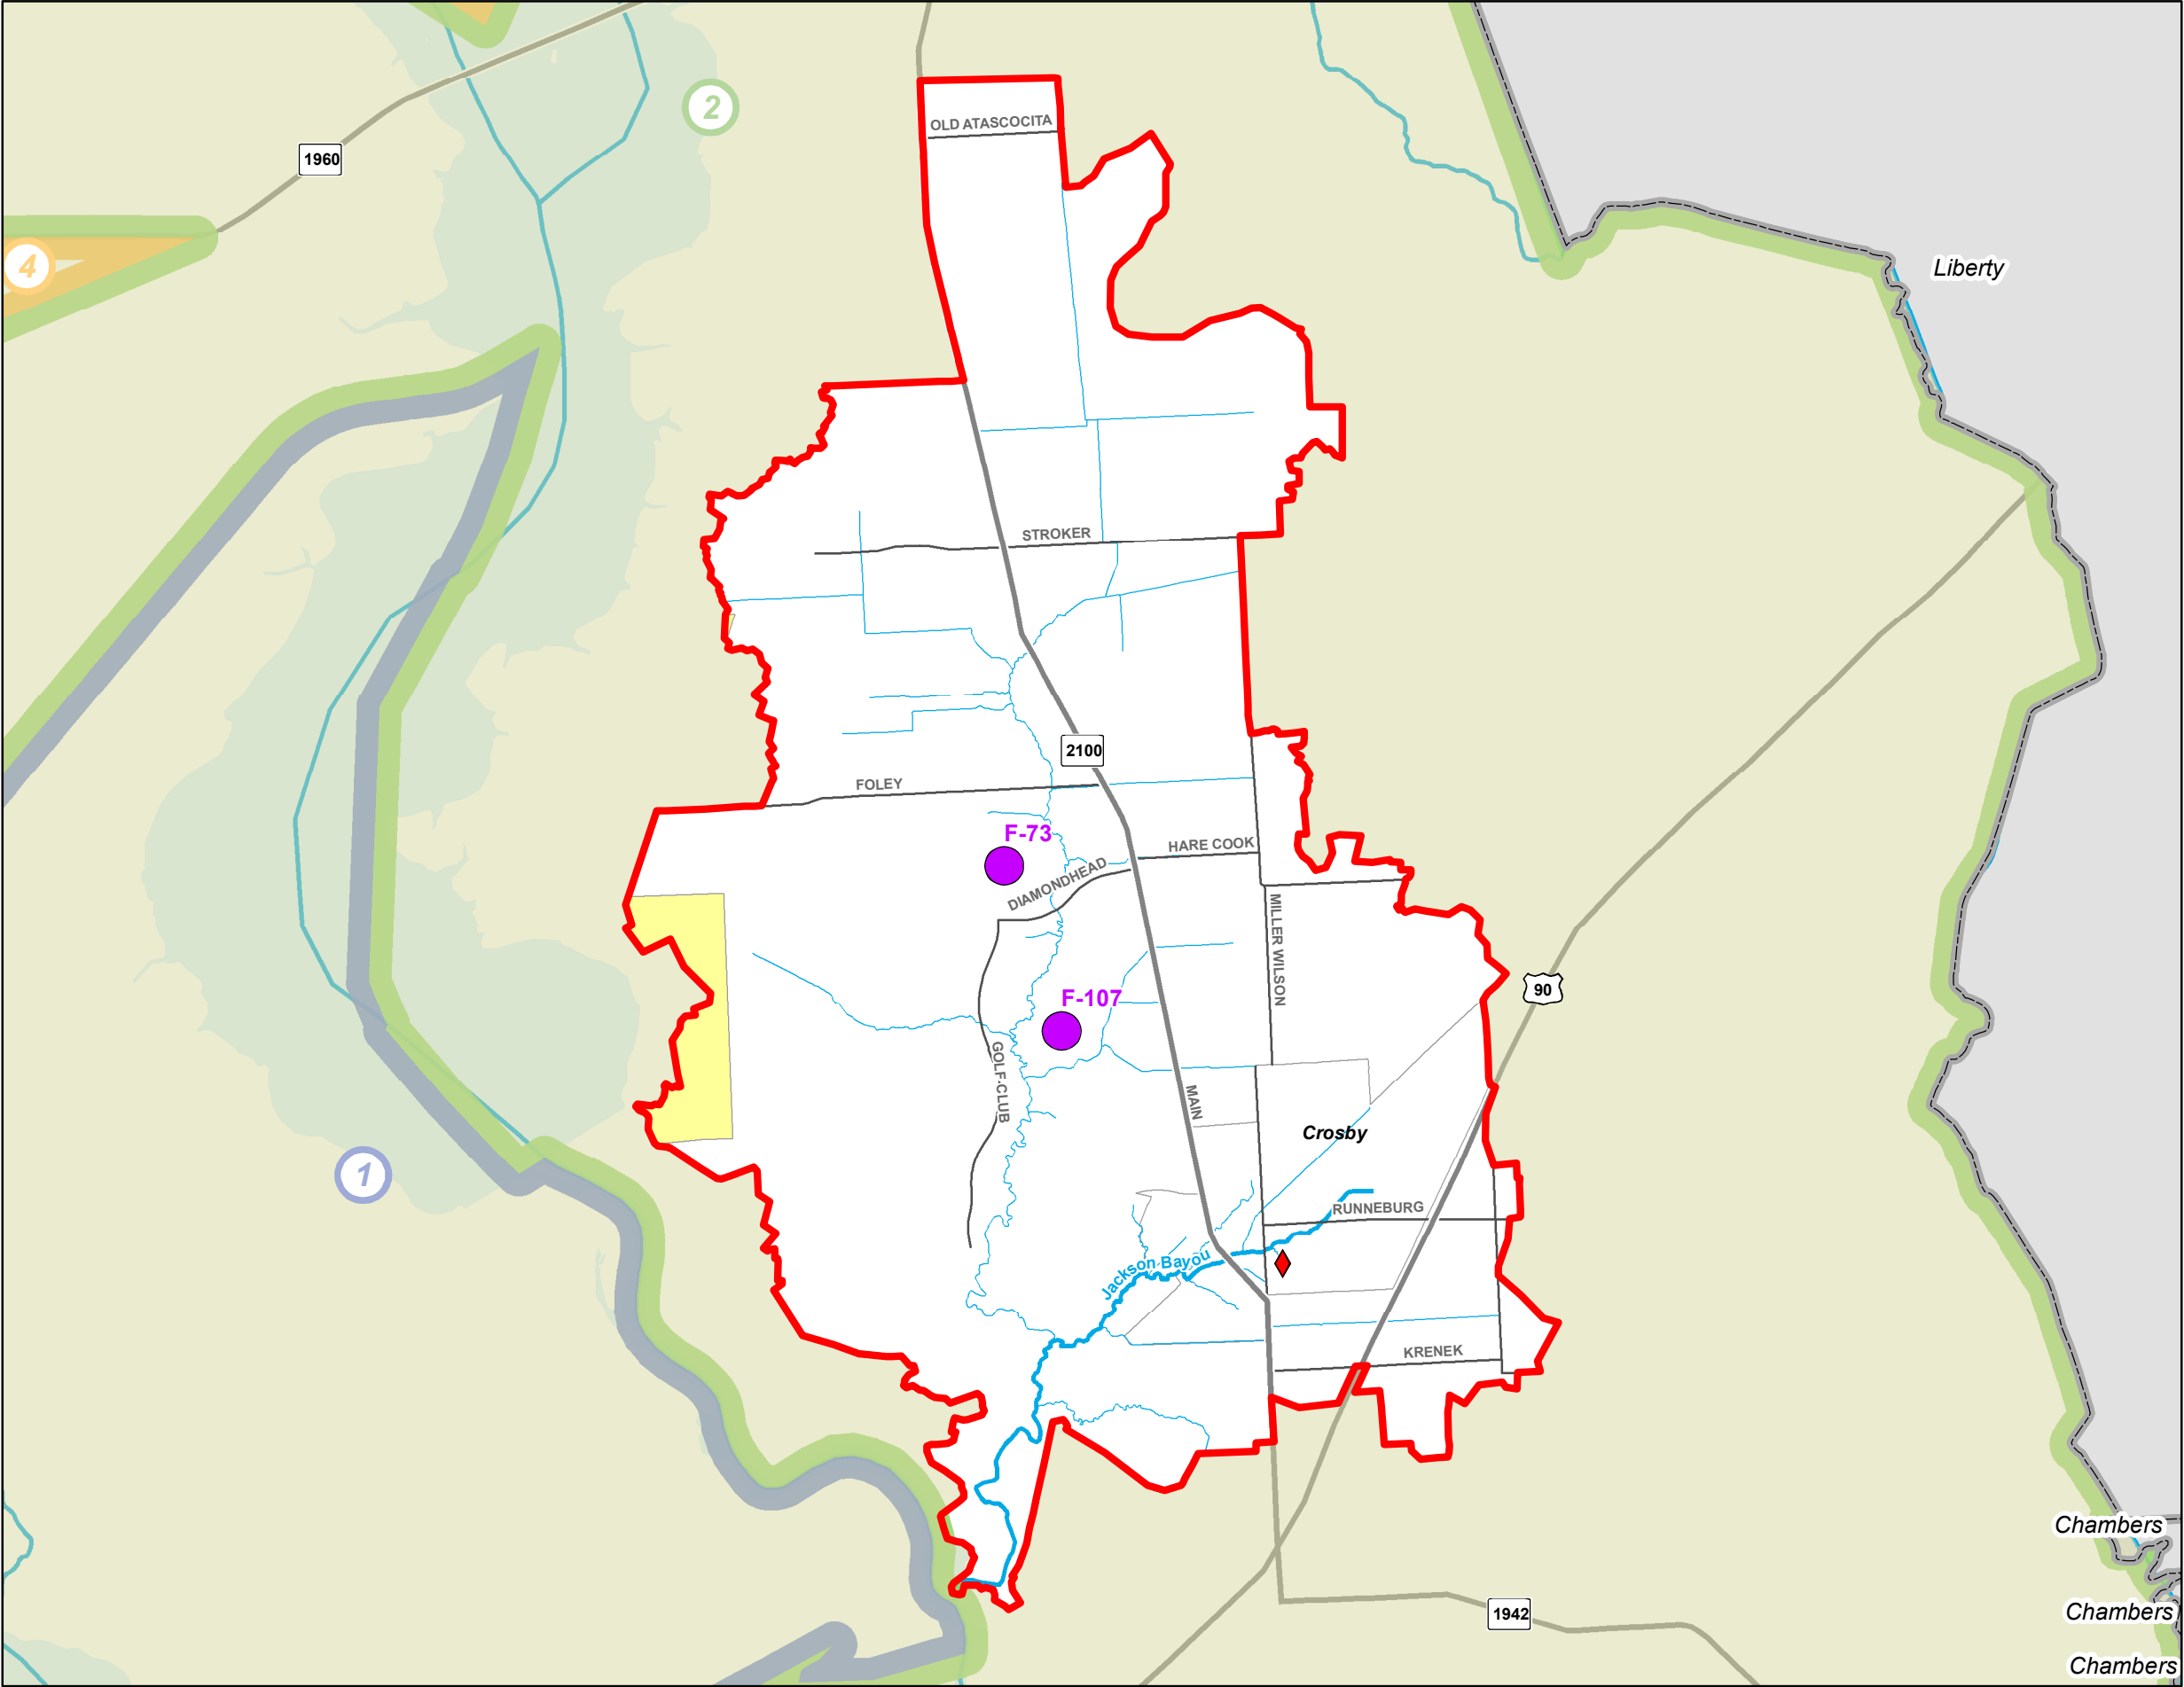 2
OLD ATASCOCITA
1960
4
Liberty
STROKER
2100
FOLEY
F-73
HARE COOK
DIAMONDHEAD
MILLER WILSON
90
F-107
GOLF-CLUB
MAIN
Crosby
1
RUNNEBURG
Jackson Bayou
KRENEK
Chambers
1942
Chambers
Chambers